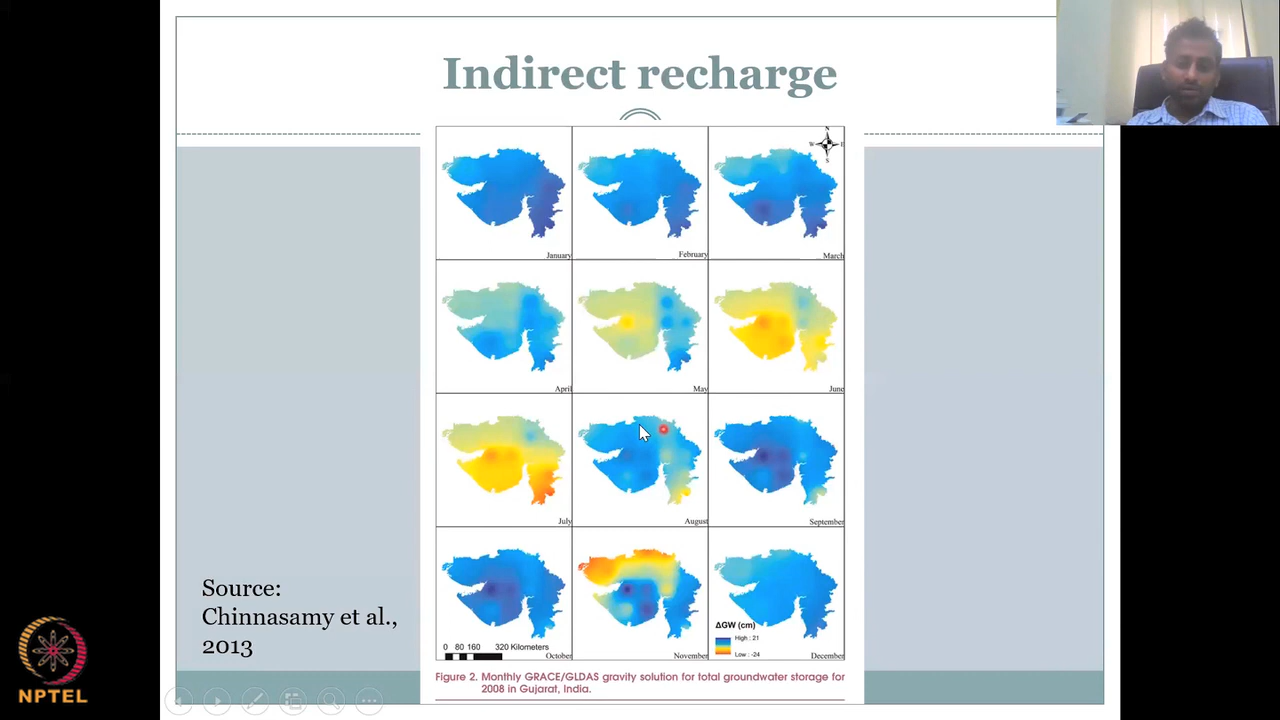 Indirect recharge
N
W
S
January
February
March
April
May
June
July
August
September
October
November
December
0 80 160 320 Kilometers
ΔGW (cm)
High : 21
Low : -24
Figure 2. Monthly GRACE/GLDAS gravity solution for total groundwater storage for
2008 in Gujarat, India.
Source:
Chinnasamy et al.,
2013
NPTEL